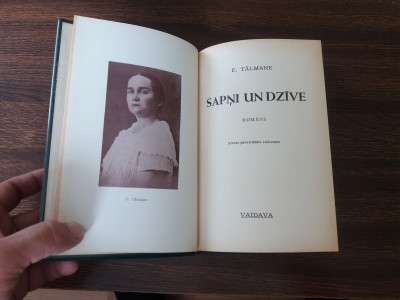 E. Tālmane
E. TĀLMANE
SAPŅI UN DZĪVE
ROMĀNS
VAIDAVA